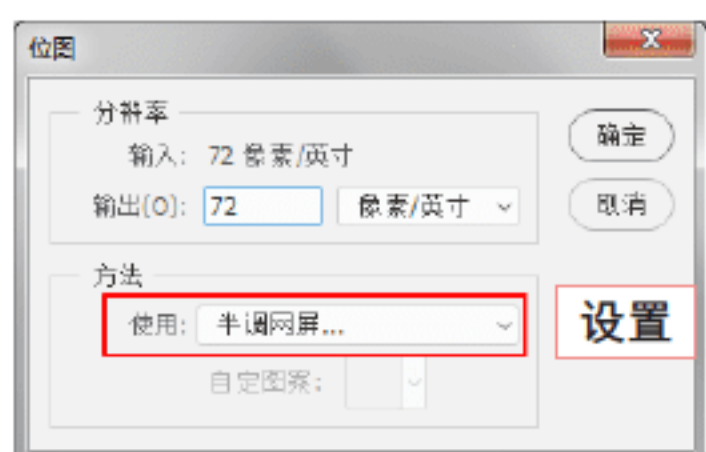 位图
分辨率
确定
输入: 72 像素/英寸
输出(O): 72 像素/英寸
取消
方法
使用: 半调网屏...
设置
自定图案: